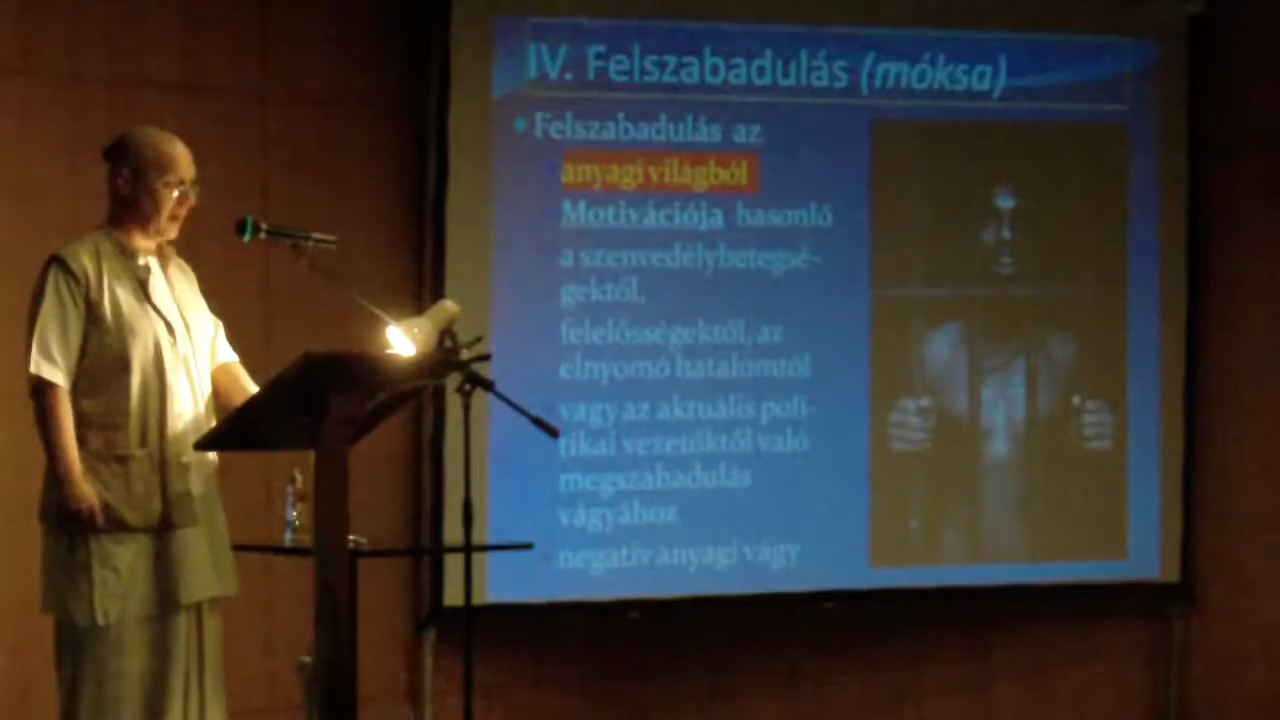 IV. Felszabadulás (móksa)
• Felszabadulás az
anyagi világból
Motivációja hasonló
a szenvedélybetegsé-
gektől,
felelősségektől, az
elnyomó hatalomtól
vagy az aktuális poli-
tikai vezetőktől való
megszabadulás
vágyához
negatív anyagi vágy